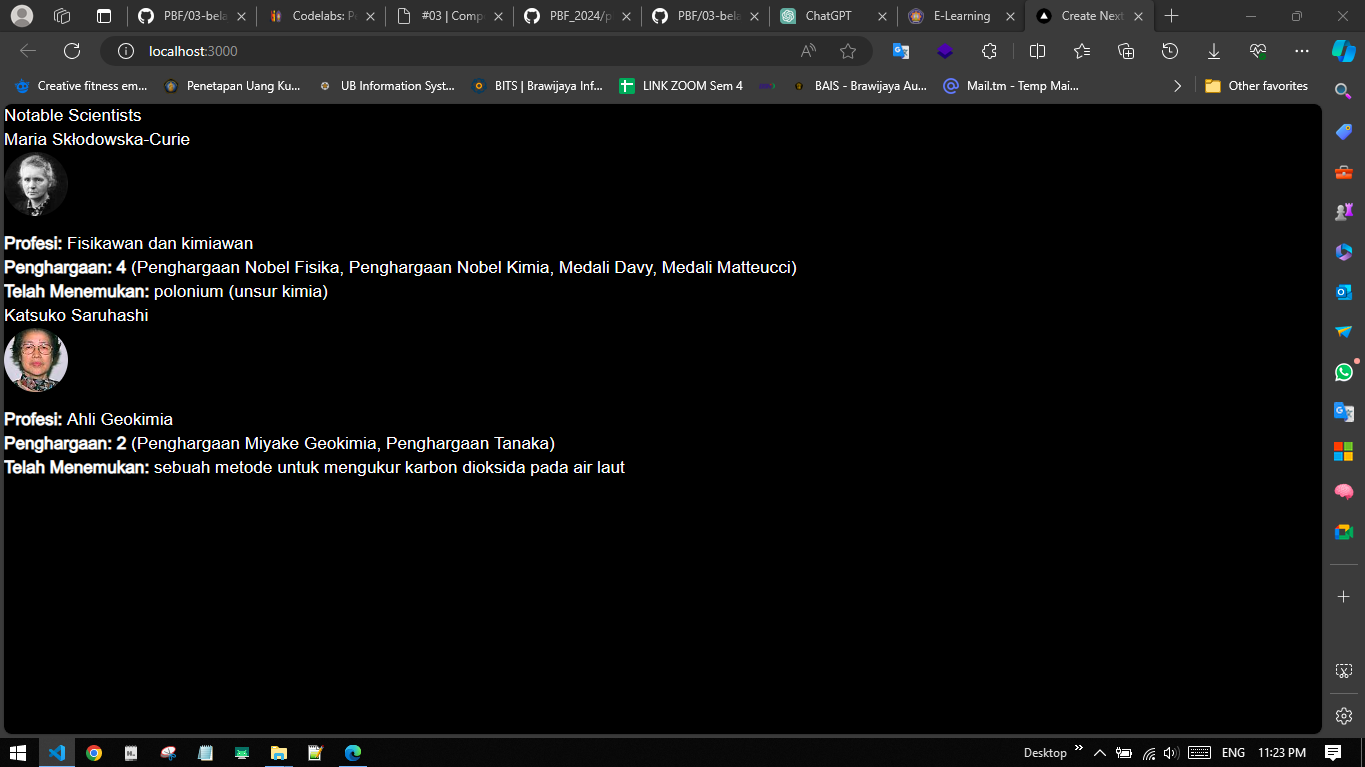 PBF/03-bela
Codelabs: Pe
#03 | Compo
PBF_2024/p
PBF/03-bela
ChatGPT
E-Learning
Create Next
localhost:3000
Creative fitness em...
Penetapan Uang Ku...
UB Information Syst...
BITS | Brawijaya Inf...
LINK ZOOM Sem 4
BAIS - Brawijaya Au...
Mail.tm - Temp Mai...
Other favorites
Notable Scientists
Maria Skłodowska-Curie
Profesi: Fisikawan dan kimiawan
Penghargaan: 4 (Penghargaan Nobel Fisika, Penghargaan Nobel Kimia, Medali Davy, Medali Matteucci)
Telah Menemukan: polonium (unsur kimia)
Katsuko Saruhashi
Profesi: Ahli Geokimia
Penghargaan: 2 (Penghargaan Miyake Geokimia, Penghargaan Tanaka)
Telah Menemukan: sebuah metode untuk mengukur karbon dioksida pada air laut
Desktop
ENG
11:23 PM